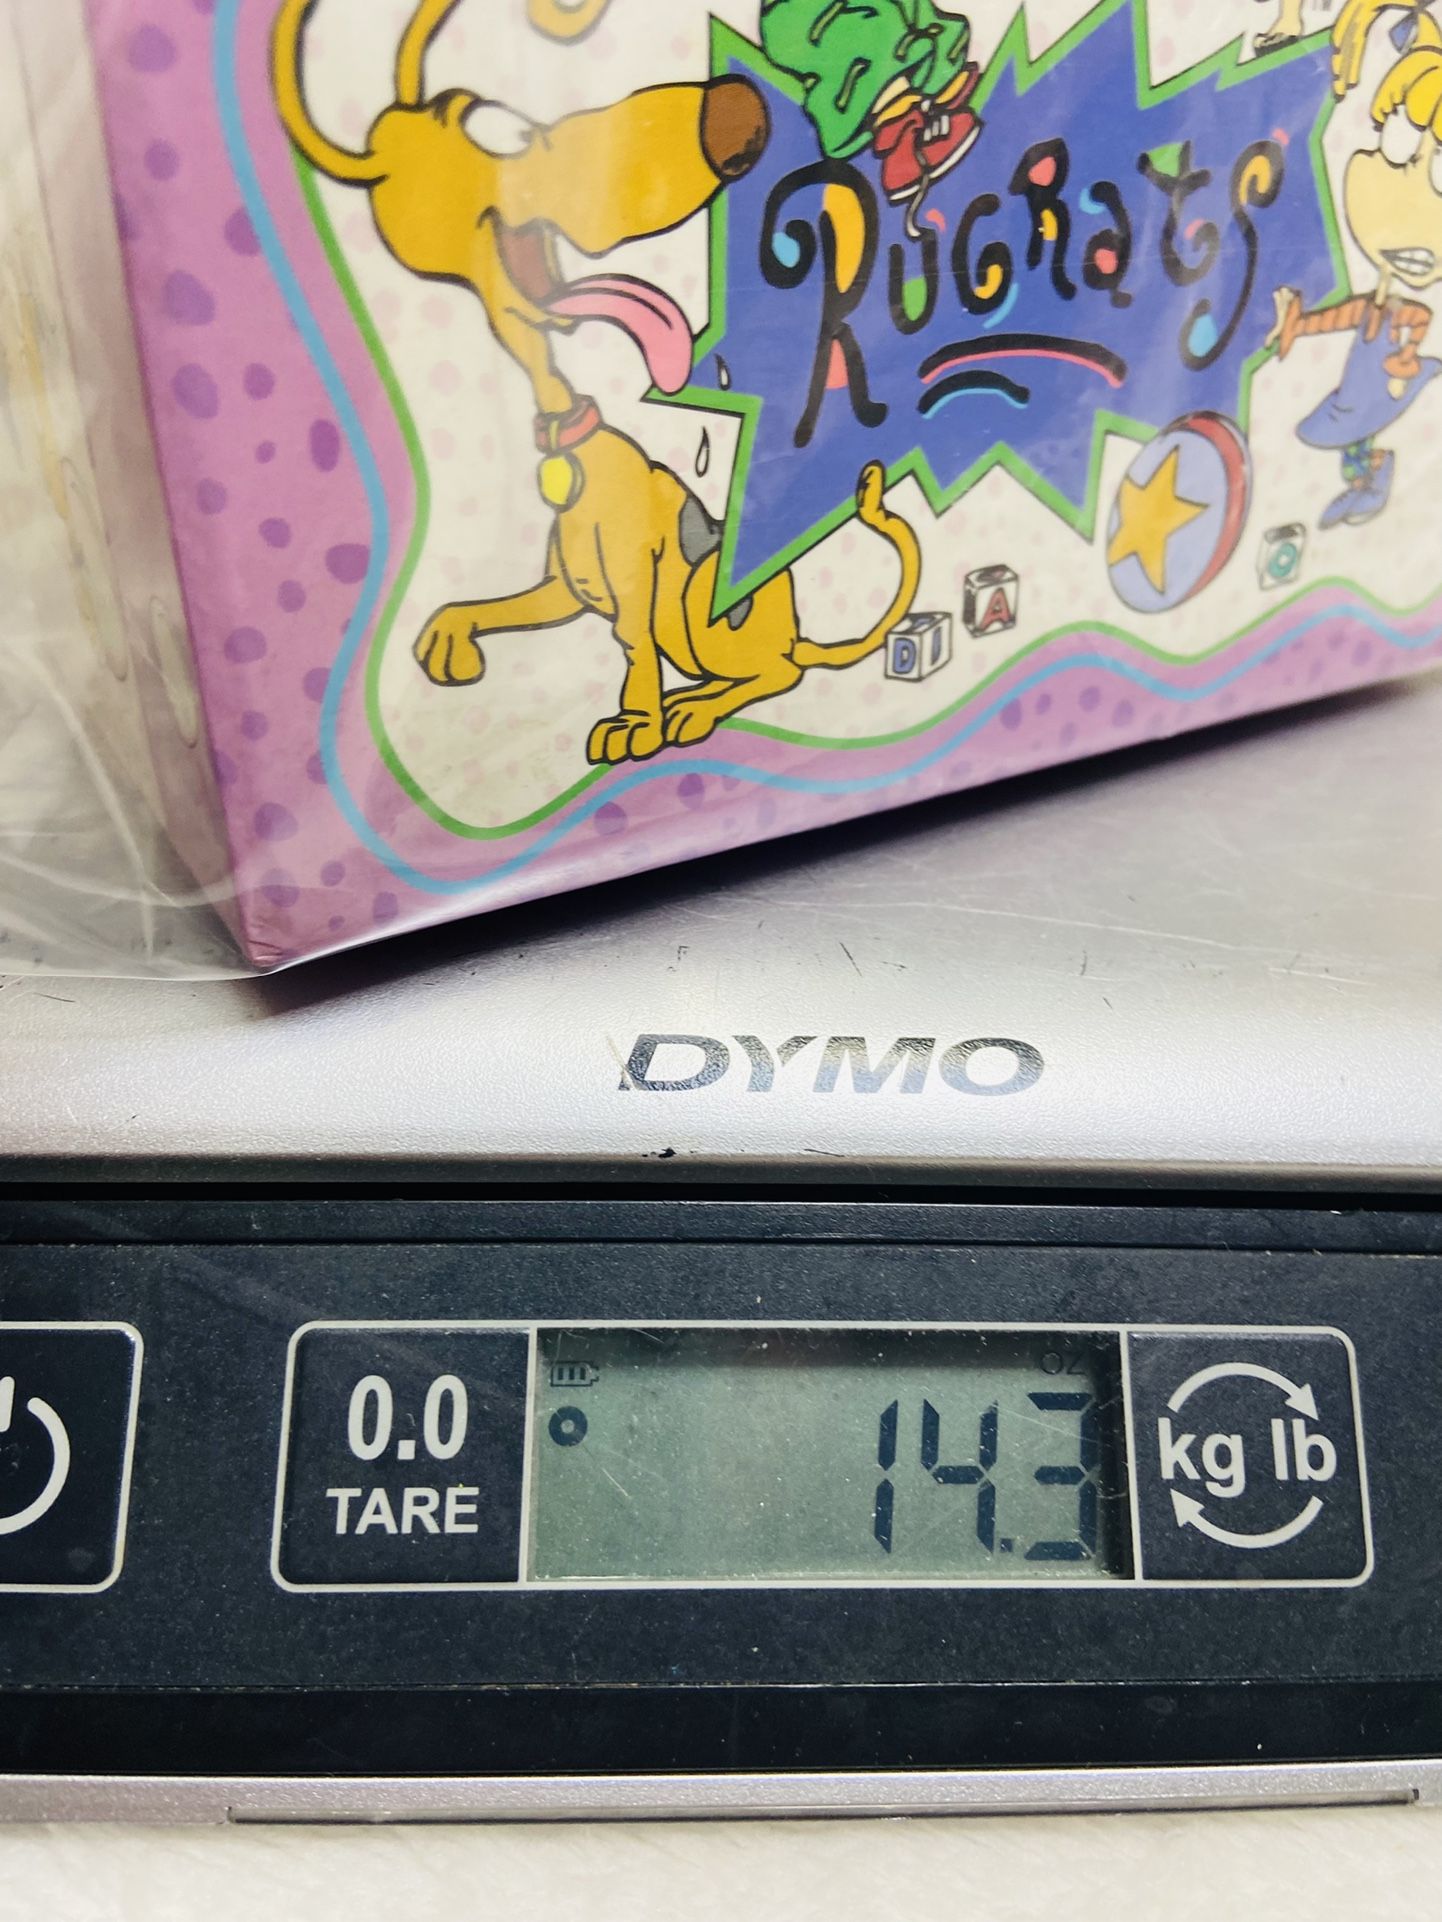 RUGRats
D
A
O
DYMO
0.0
TARE
OZ
14.3
kg lb